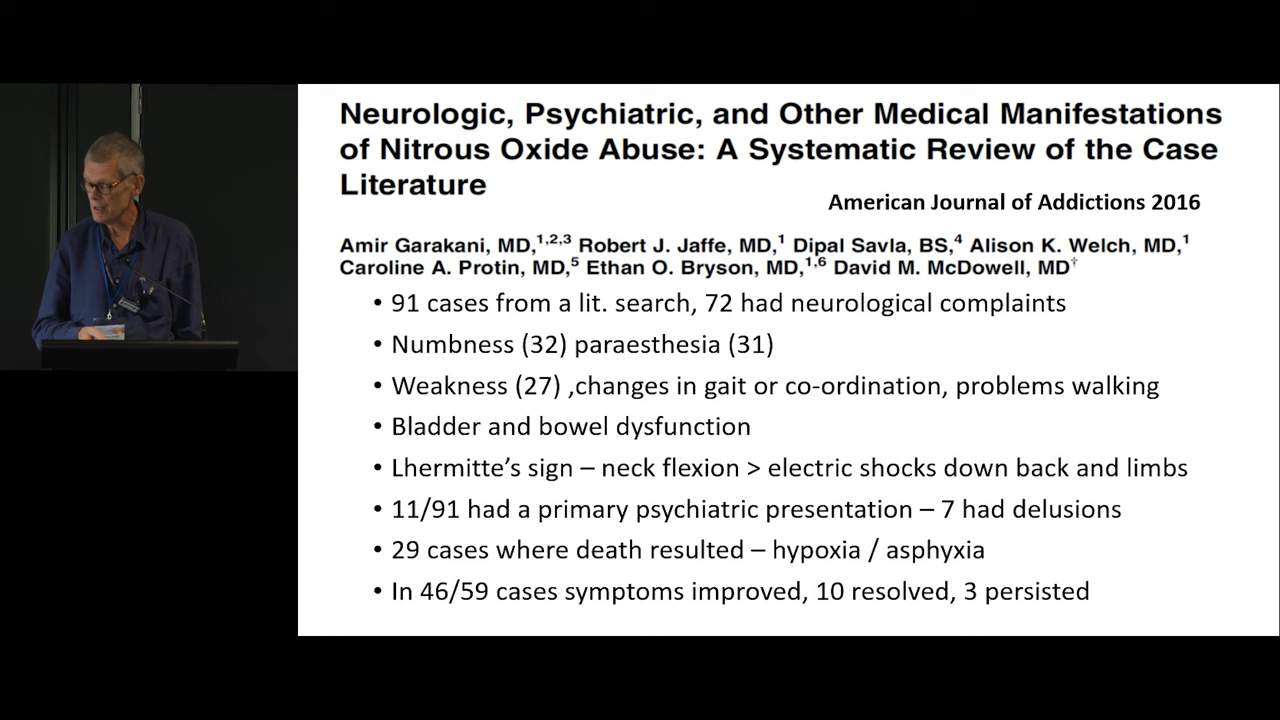 Neurologic, Psychiatric, and Other Medical Manifestations
of Nitrous Oxide Abuse: A Systematic Review of the Case
Literature
American Journal of Addictions 2016
Amir Garakani, MD,1,2,3 Robert J. Jaffe, MD,1 Dipal Savla, BS,4 Alison K. Welch, MD,1
Caroline A. Protin, MD,5 Ethan O. Bryson, MD,1,6 David M. McDowell, MD†
• 91 cases from a lit. search, 72 had neurological complaints
• Numbness (32) paraesthesia (31)
• Weakness (27) ,changes in gait or co-ordination, problems walking
• Bladder and bowel dysfunction
• Lhermitte’s sign – neck flexion > electric shocks down back and limbs
• 11/91 had a primary psychiatric presentation – 7 had delusions
• 29 cases where death resulted – hypoxia / asphyxia
• In 46/59 cases symptoms improved, 10 resolved, 3 persisted